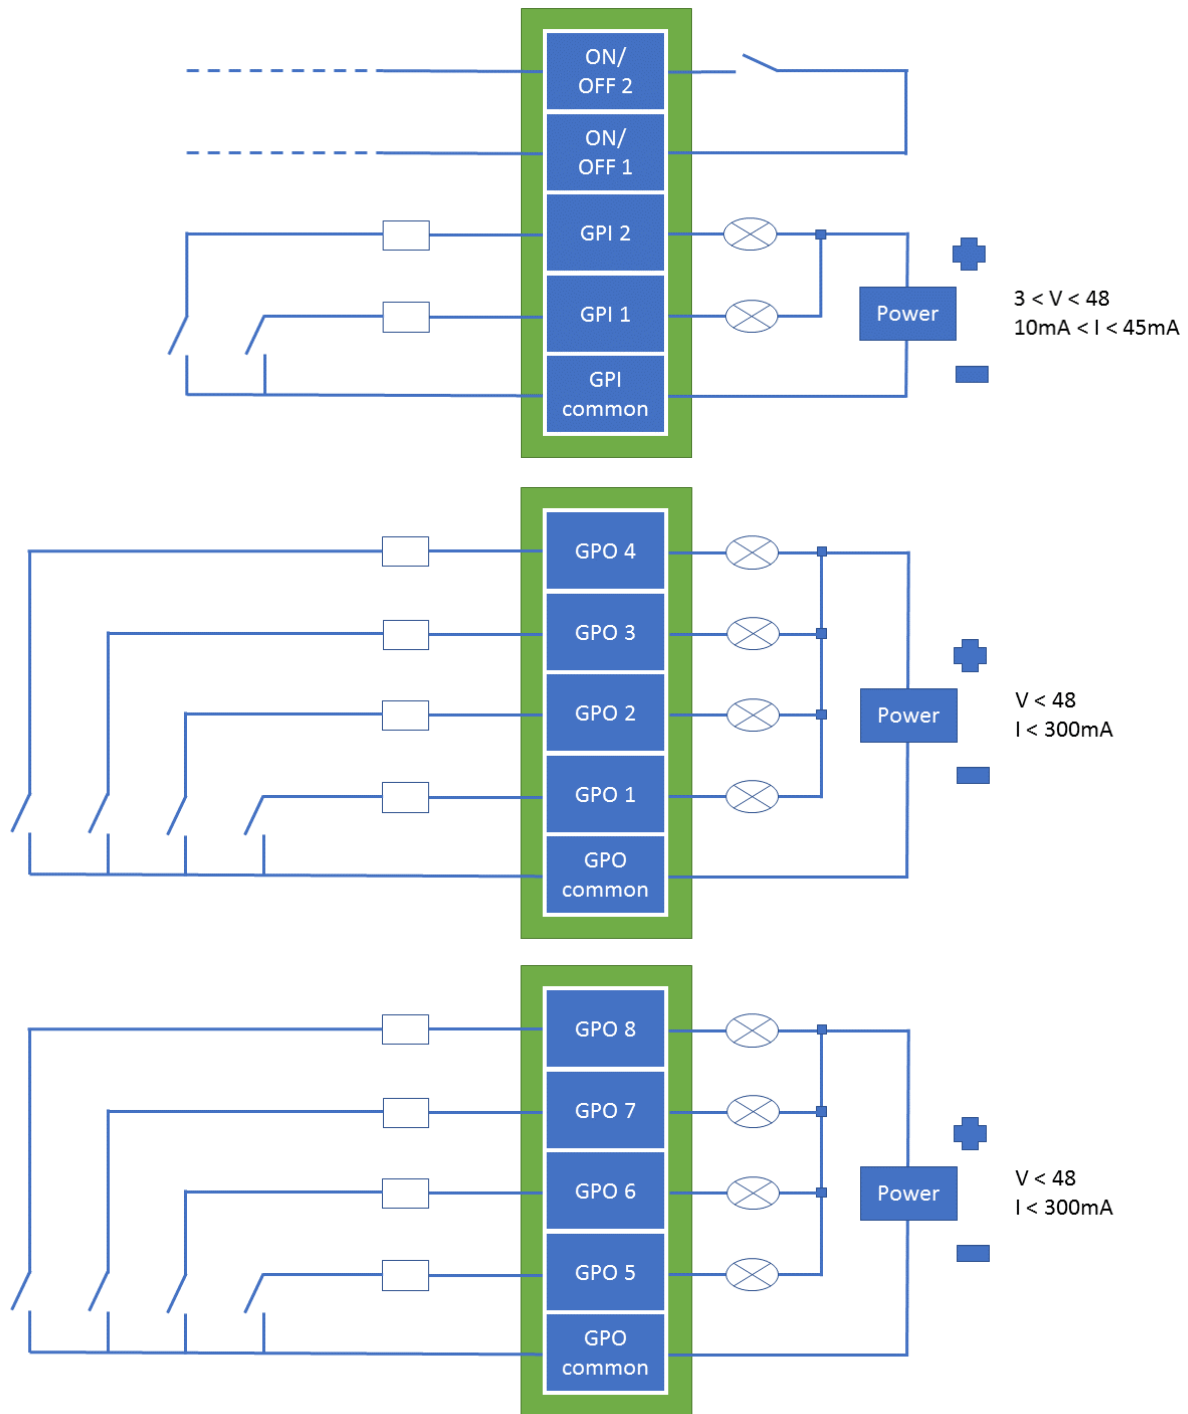 ON/
OFF 2
ON/
OFF 1
GPI 2
GPI 1
GPI
common
Power
3 < V < 48
10mA < I < 45mA
GPO 4
GPO 3
GPO 2
GPO 1
GPO
common
Power
V < 48
I < 300mA
GPO 8
GPO 7
GPO 6
GPO 5
GPO
common
Power
V < 48
I < 300mA